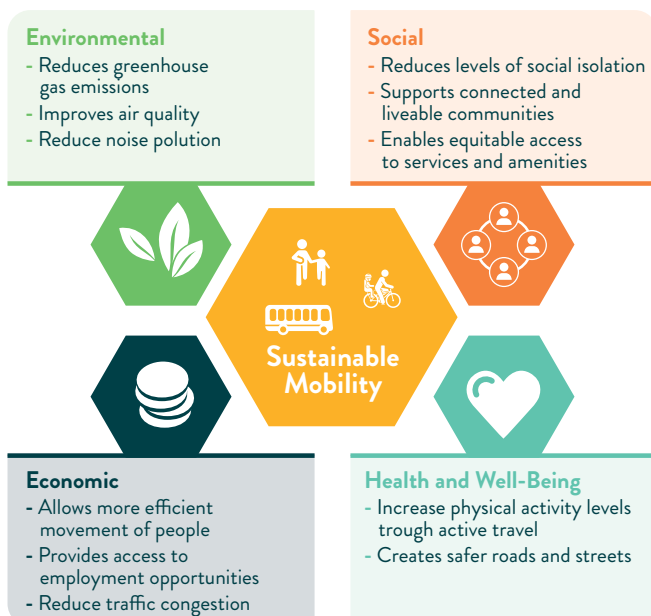 Environmental
- Reduces greenhouse
gas emissions
- Improves air quality
- Reduce noise polution
Social
- Reduces levels of social isolation
- Supports connected and
liveable communities
- Enables equitable access
to services and amenities
Sustainable
Mobility
Economic
- Allows more efficient
movement of people
- Provides access to
employment opportunities
- Reduce traffic congestion
Health and Well-Being
- Increase physical activity levels
trough active travel
- Creates safer roads and streets